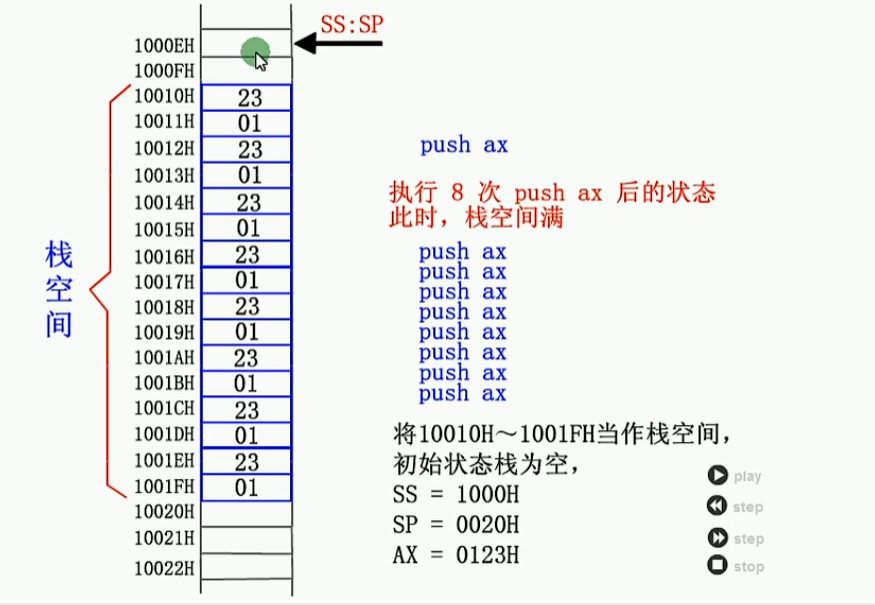 SS:SP
1000EH
1000FH
10010H 23
10011H 01
10012H 23
10013H 01
10014H 23
10015H 01
10016H 23
10017H 01
10018H 23
10019H 01
1001AH 23
1001BH 01
1001CH 23
1001DH 01
1001EH 23
1001FH 01
10020H
10021H
10022H
栈空间
push ax
执行 8 次 push ax 后的状态
此时，栈空间满
push ax
push ax
push ax
push ax
push ax
push ax
push ax
push ax
将10010H～1001FH当作栈空间，
初始状态栈为空，
SS = 1000H
SP = 0020H
AX = 0123H
play
step
step
stop